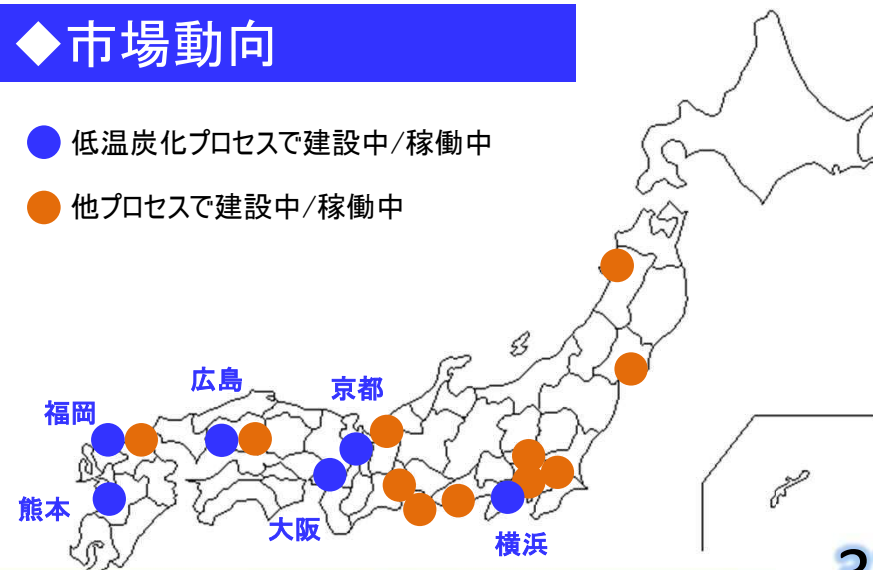 ◆市場動向
低温炭化プロセスで建設中/稼働中
他プロセスで建設中/稼働中
広島
京都
福岡
熊本
大阪
横浜